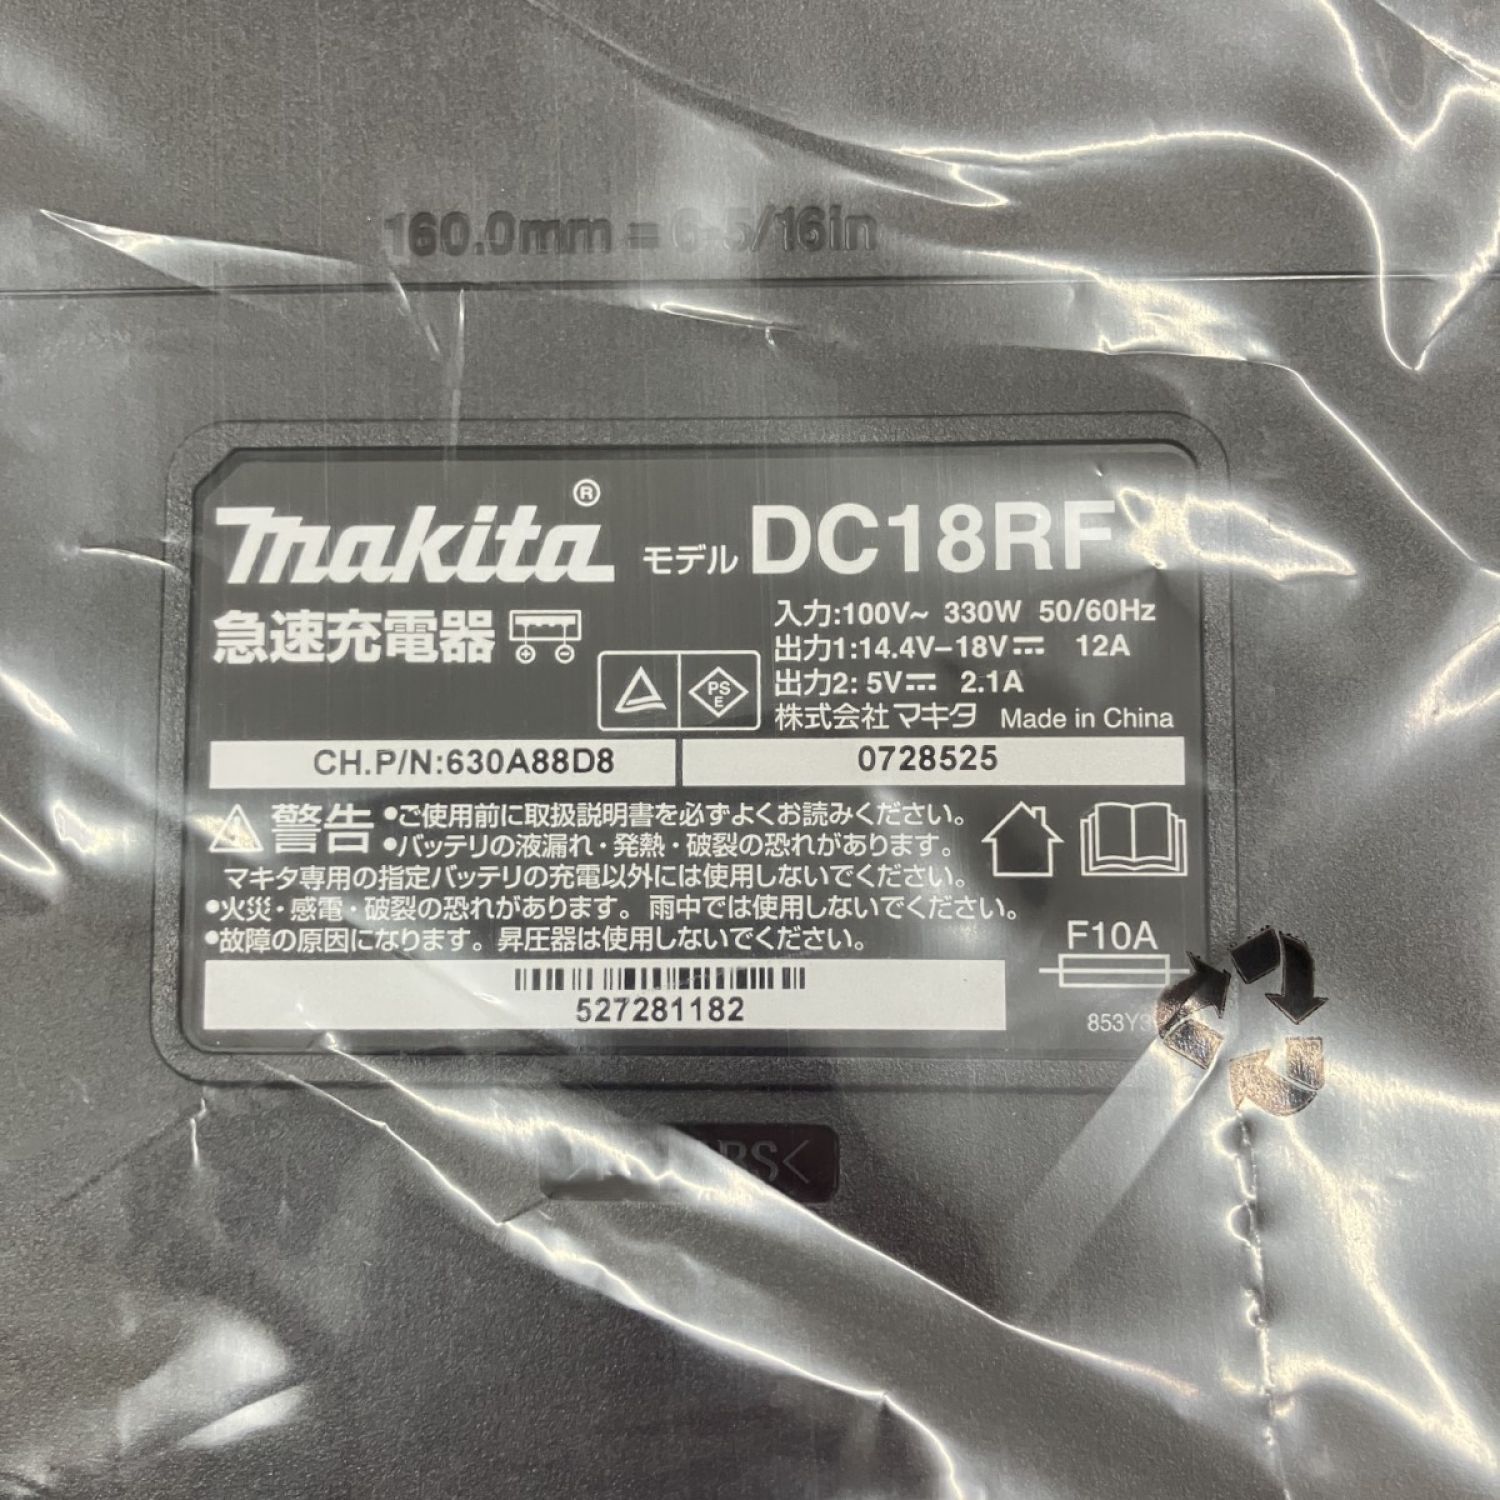 160.0mm = 6-5/16in
makita®
モデル DC18RF
急速充電器
入力:100V~ 330W 50/60Hz
出力1:14.4V-18V⎓ 12A
出力2: 5V⎓ 2.1A
株式会社マキタ Made in China
PS
E
CH.P/N:630A88D8
0728525
警告
•ご使用前に取扱説明書を必ずよくお読みください。
•バッテリの液漏れ・発熱・破裂の恐れがあります。
マキタ専用の指定バッテリの充電以外には使用しないでください。
•火災・感電・破裂の恐れがあります。雨中では使用しないでください。
•故障の原因になります。昇圧器は使用しないでください。
F10A
527281182